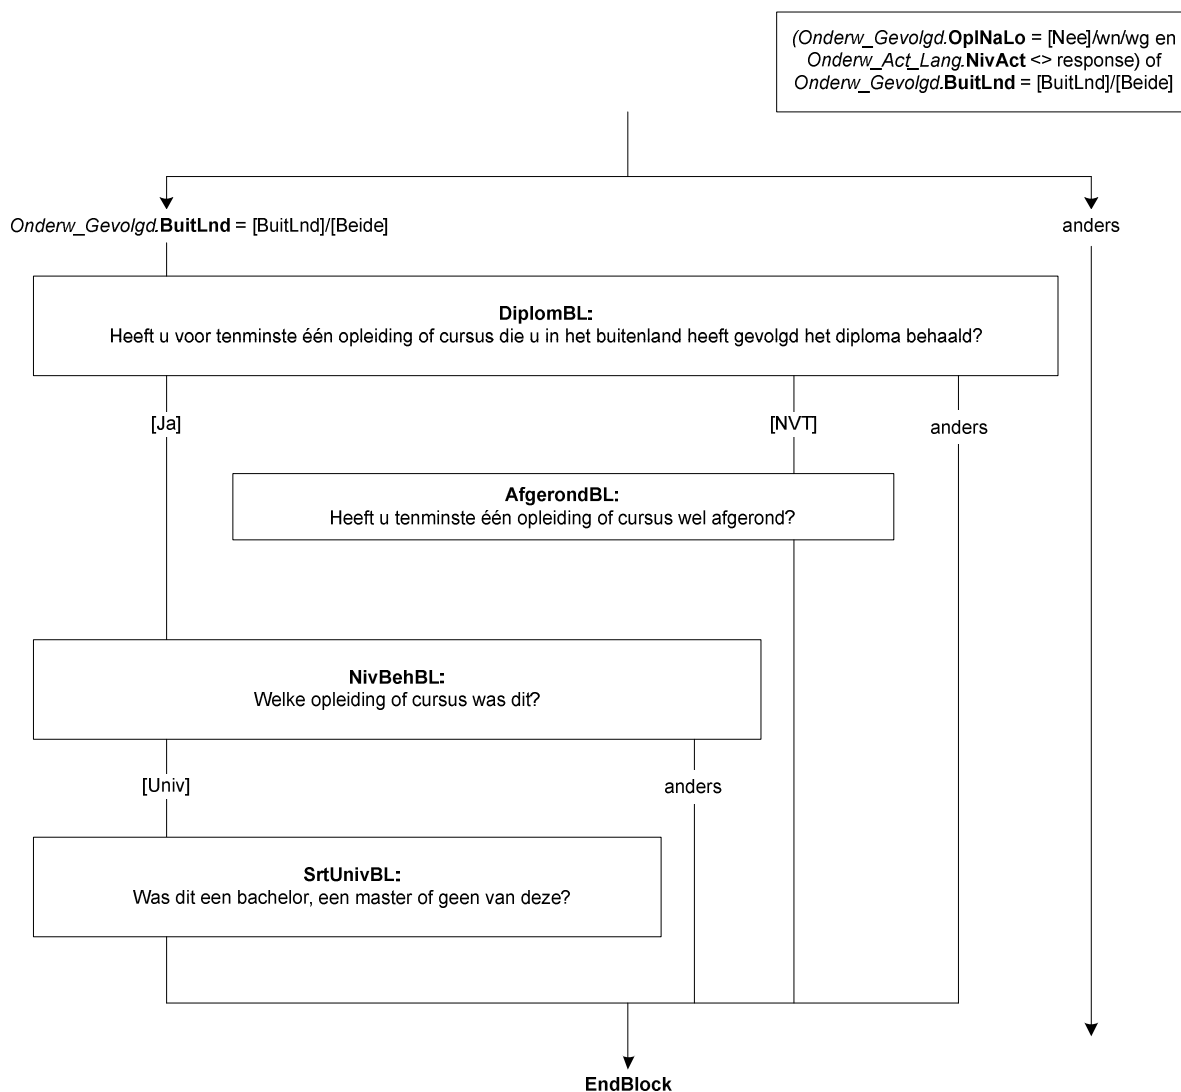 (Onderw_Gevolgd.OplNaLo = [Nee]/wn/wg en
Onderw_Act_Lang.NivAct <> response) of
Onderw_Gevolgd.BuitLnd = [BuitLnd]/[Beide]
Onderw_Gevolgd.BuitLnd = [BuitLnd]/[Beide]
anders
DiplomBL:
Heeft u voor tenminste één opleiding of cursus die u in het buitenland heeft gevolgd het diploma behaald?
[Ja]
[NVT]
anders
AfgerondBL:
Heeft u tenminste één opleiding of cursus wel afgerond?
NivBehBL:
Welke opleiding of cursus was dit?
[Univ]
anders
SrtUnivBL:
Was dit een bachelor, een master of geen van deze?
EndBlock